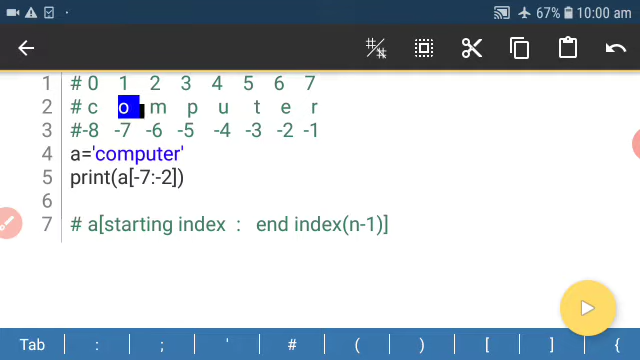 67% 10:00 am
1 # 0 1 2 3 4 5 6 7
2 # c o m p u t e r
3 #-8 -7 -6 -5 -4 -3 -2 -1
4 a='computer'
5 print(a[-7:-2])
6
7 # a[starting index : end index(n-1)]
Tab : ; ' # ( ) [ ] {